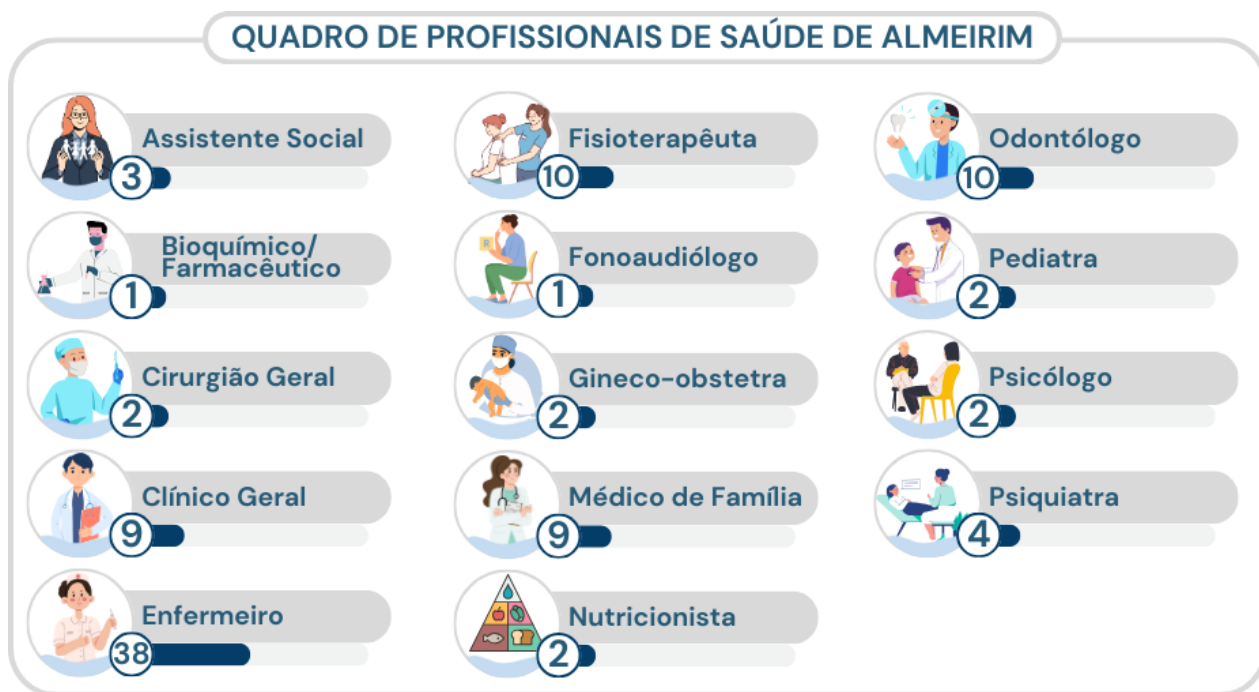 QUADRO DE PROFISSIONAIS DE SAÚDE DE ALMEIRIM
Assistente Social
3
Bioquímico/
Farmacêutico
1
Cirurgião Geral
2
Clínico Geral
9
Enfermeiro
38
Fisioterapêuta
10
Fonoaudiólogo
R
1
Gineco-obstetra
2
Médico de Família
9
Nutricionista
2
Odontólogo
10
Pediatra
2
Psicólogo
2
Psiquiatra
4